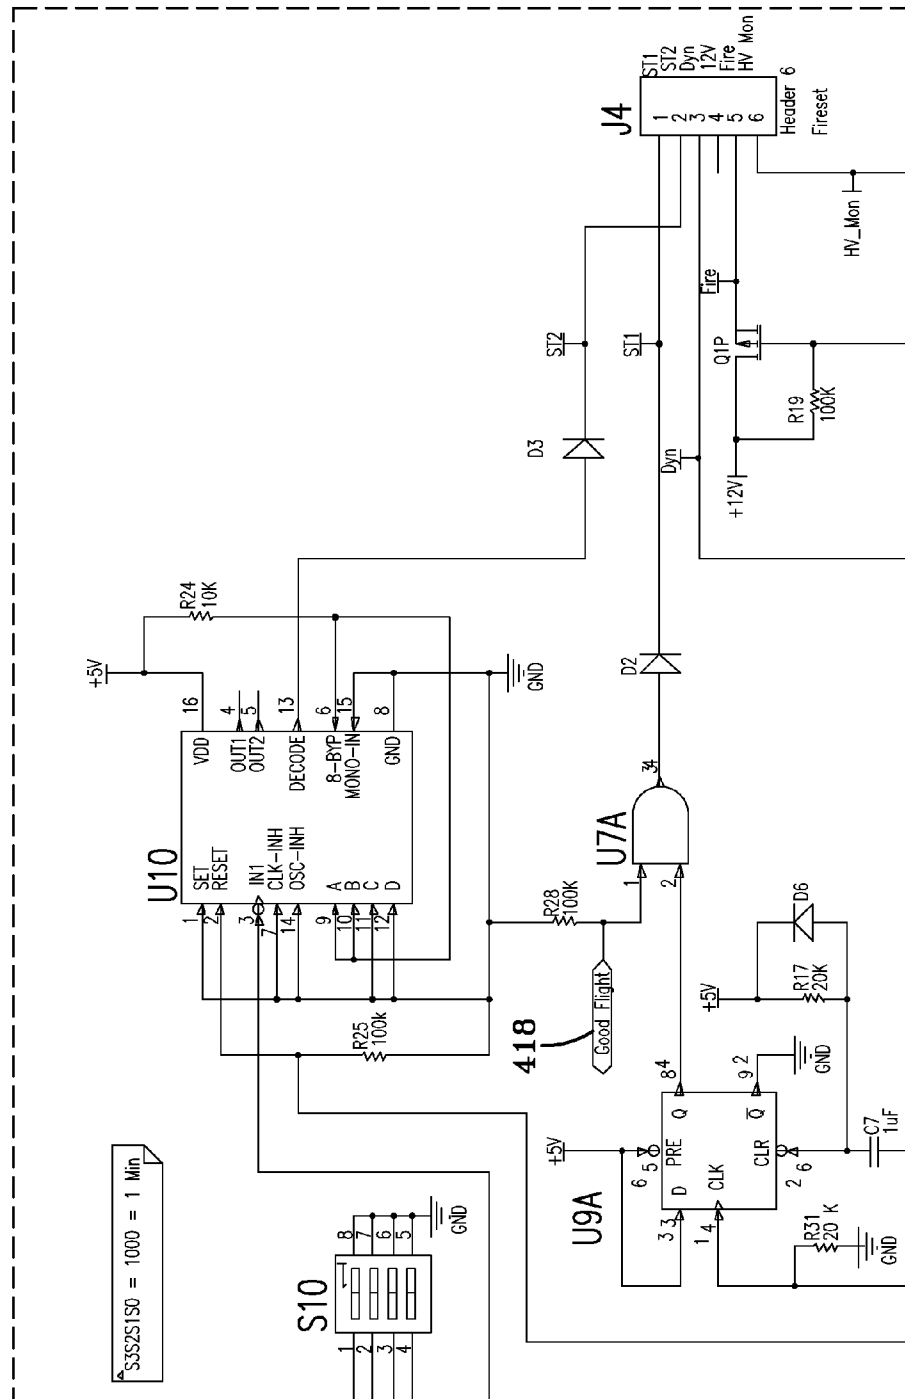 J4
ST1
ST2
Dyn
12V
Fire
HV Mon
1
2
3
4
5
6
Header 6
Fireset
HV_Mon
Fire
ST2
ST1
Dyn
Q1P
R19
100K
+12V
D3
D2
R24
10K
+5V
GND
U10
16
4
5
13
6
15
8
VDD
OUT1
OUT2
DECODE
8-BYP
MONO-IN
GND
SET
RESET
IN1
CLK-INH
OSC-INH
A
B
C
D
1
2
3
7
14
9
10
11
12
R25
100k
R28
100K
Good Flight
418
U7A
1
2
34
U9A
+5V
6 5
PRE
D
CLK
CLR
Q
Q
3 3
1 4
2 6
8 4
9 2
GND
+5V
R17
20K
D6
C7
1uF
R31
20 K
GND
S10
1
1
2
3
4
8
7
6
5
GND
S3S2S1S0 = 1000 = 1 Min